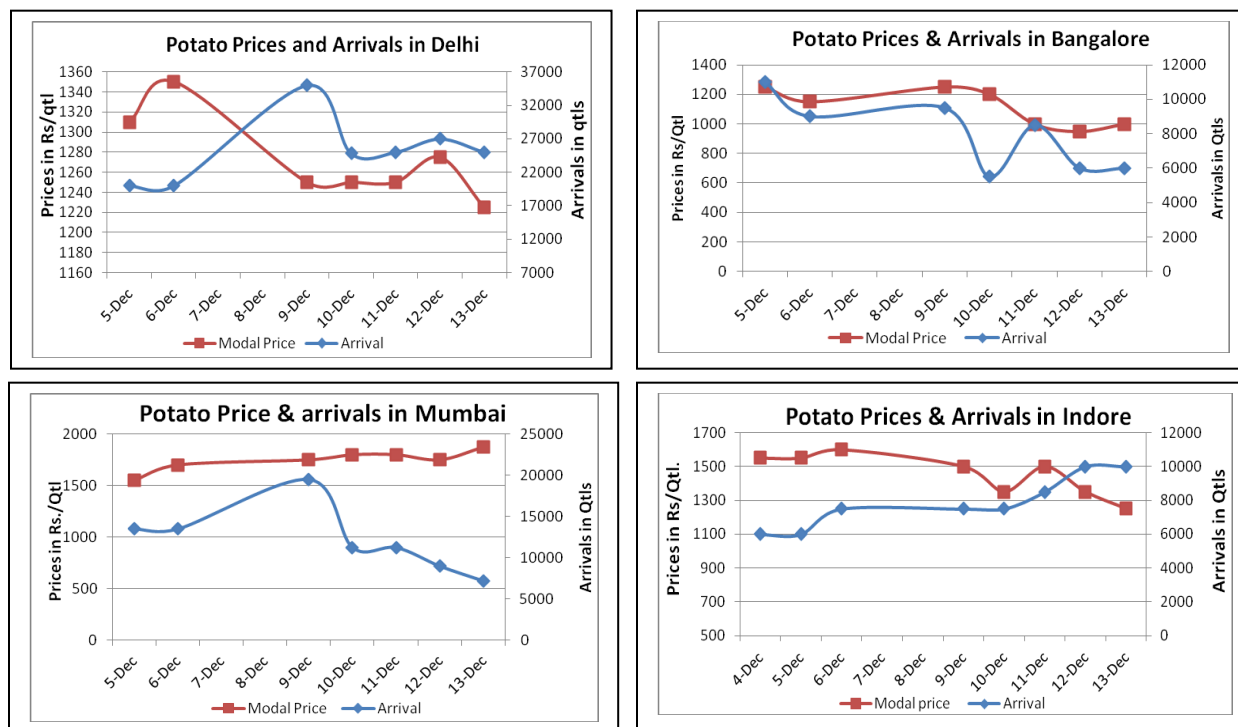 Potato Prices and Arrivals in Delhi
Prices in Rs/qtl
1360
1340
1320
1300
1280
1260
1240
1220
1200
1180
1160
37000
32000
27000
22000
17000
12000
7000
Arrivals in qtls
5-Dec 6-Dec 7-Dec 8-Dec 9-Dec 10-Dec 11-Dec 12-Dec 13-Dec
Modal Price Arrival
Potato Prices & Arrivals in Bangalore
Prices in Rs/Qtl
1400
1200
1000
800
600
400
200
0
12000
10000
8000
6000
4000
2000
0
Arrivals in Qtls
5-Dec 6-Dec 7-Dec 8-Dec 9-Dec 10-Dec 11-Dec 12-Dec 13-Dec
Modal Price Arrival
Potato Price & arrivals in Mumbai
Prices in Rs./Qtl
2000
1500
1000
500
0
25000
20000
15000
10000
5000
0
Arrivals in Qtls
5-Dec 6-Dec 7-Dec 8-Dec 9-Dec 10-Dec 11-Dec 12-Dec 13-Dec
Modal Price Arrival
Potato Prices & Arrivals in Indore
Prices in Rs/Qtl.
1700
1500
1300
1100
900
700
500
12000
10000
8000
6000
4000
2000
0
Arrivals in Qtls
4-Dec 5-Dec 6-Dec 7-Dec 8-Dec 9-Dec 10-Dec 11-Dec 12-Dec 13-Dec
Modal price Arrival